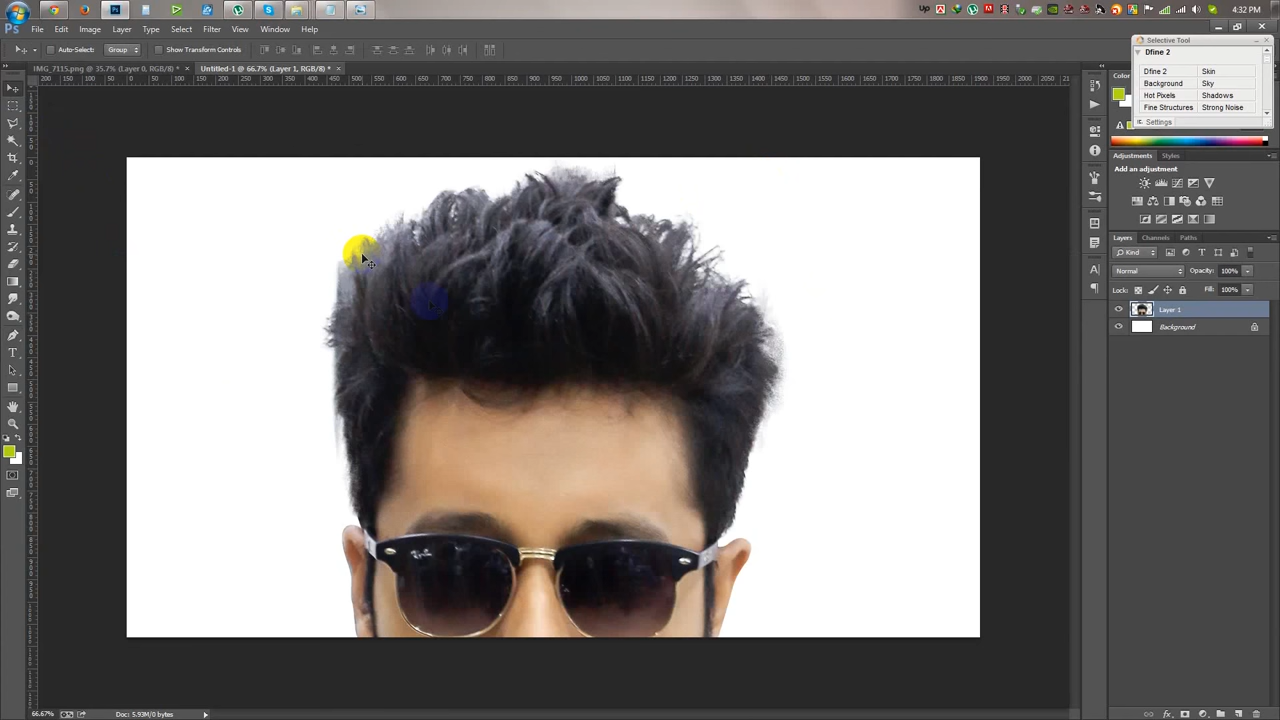 4:32 PM
Ps File Edit Image Layer Type Select Filter View Window Help
Auto-Select: Group Show Transform Controls
Selective Tool
Dfine 2
Dfine 2 Skin
Background Sky
Hot Pixels Shadows
Fine Structures Strong Noise
Settings
IMG_7115.png @ 35.7% (Layer 0, RGB/8) * × Untitled-1 @ 66.7% (Layer 1, RGB/8) * ×
Color
Adjustments Styles
Add an adjustment
Layers Channels Paths
Kind
Normal Opacity: 100%
Lock: Fill: 100%
Layer 1
Background
Ray-Ban
66.67% Doc: 5.93M/0 bytes